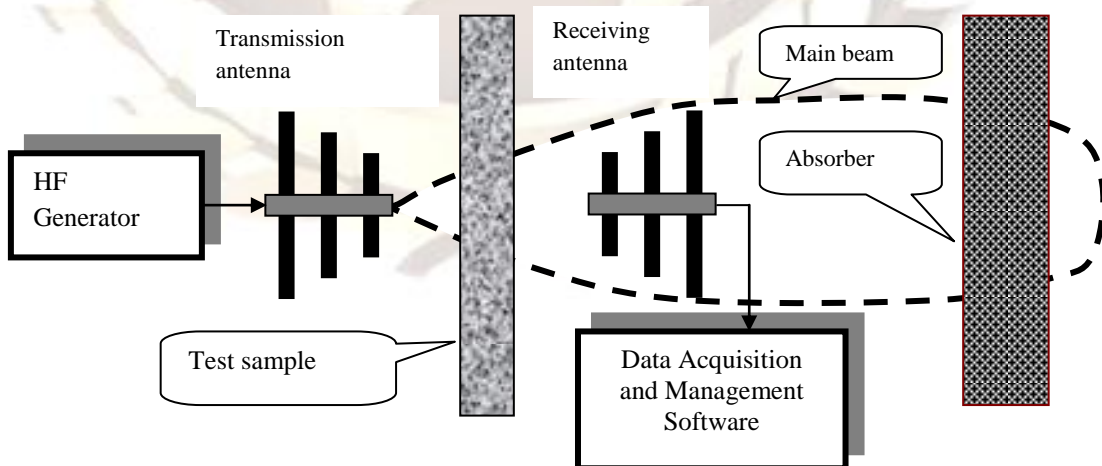 Transmission
antenna
Receiving
antenna
Main beam
Absorber
HF
Generator
Test sample
Data Acquisition
and Management
Software